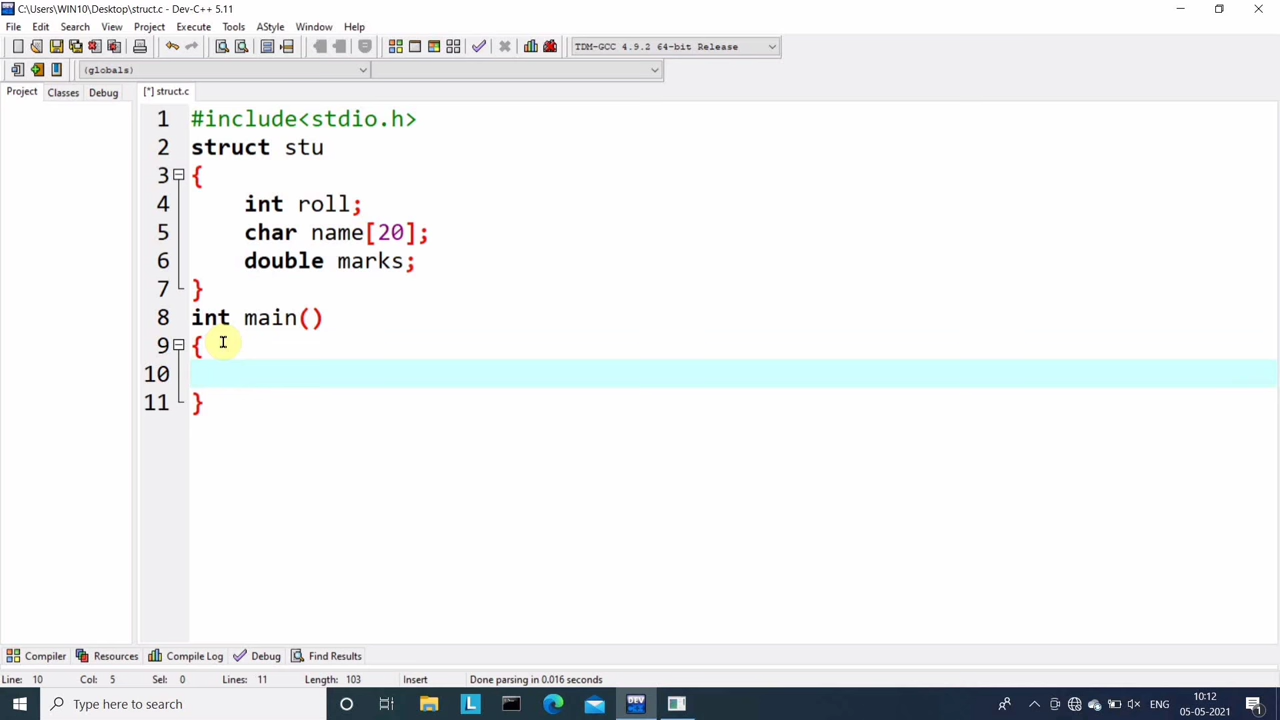 C:\Users\WIN10\Desktop\struct.c - Dev-C++ 5.11
File Edit Search View Project Execute Tools AStyle Window Help
TDM-GCC 4.9.2 64-bit Release
(globals)
Project Classes Debug [*] struct.c
1 #include<stdio.h>
2 struct stu
3 {
4 int roll;
5 char name[20];
6 double marks;
7 }
8 int main()
9 {
10
11 }
Compiler Resources Compile Log Debug Find Results
Line: 10 Col: 5 Sel: 0 Lines: 11 Length: 103 Insert Done parsing in 0.016 seconds
Type here to search L ENG 10:12
05-05-2021 1